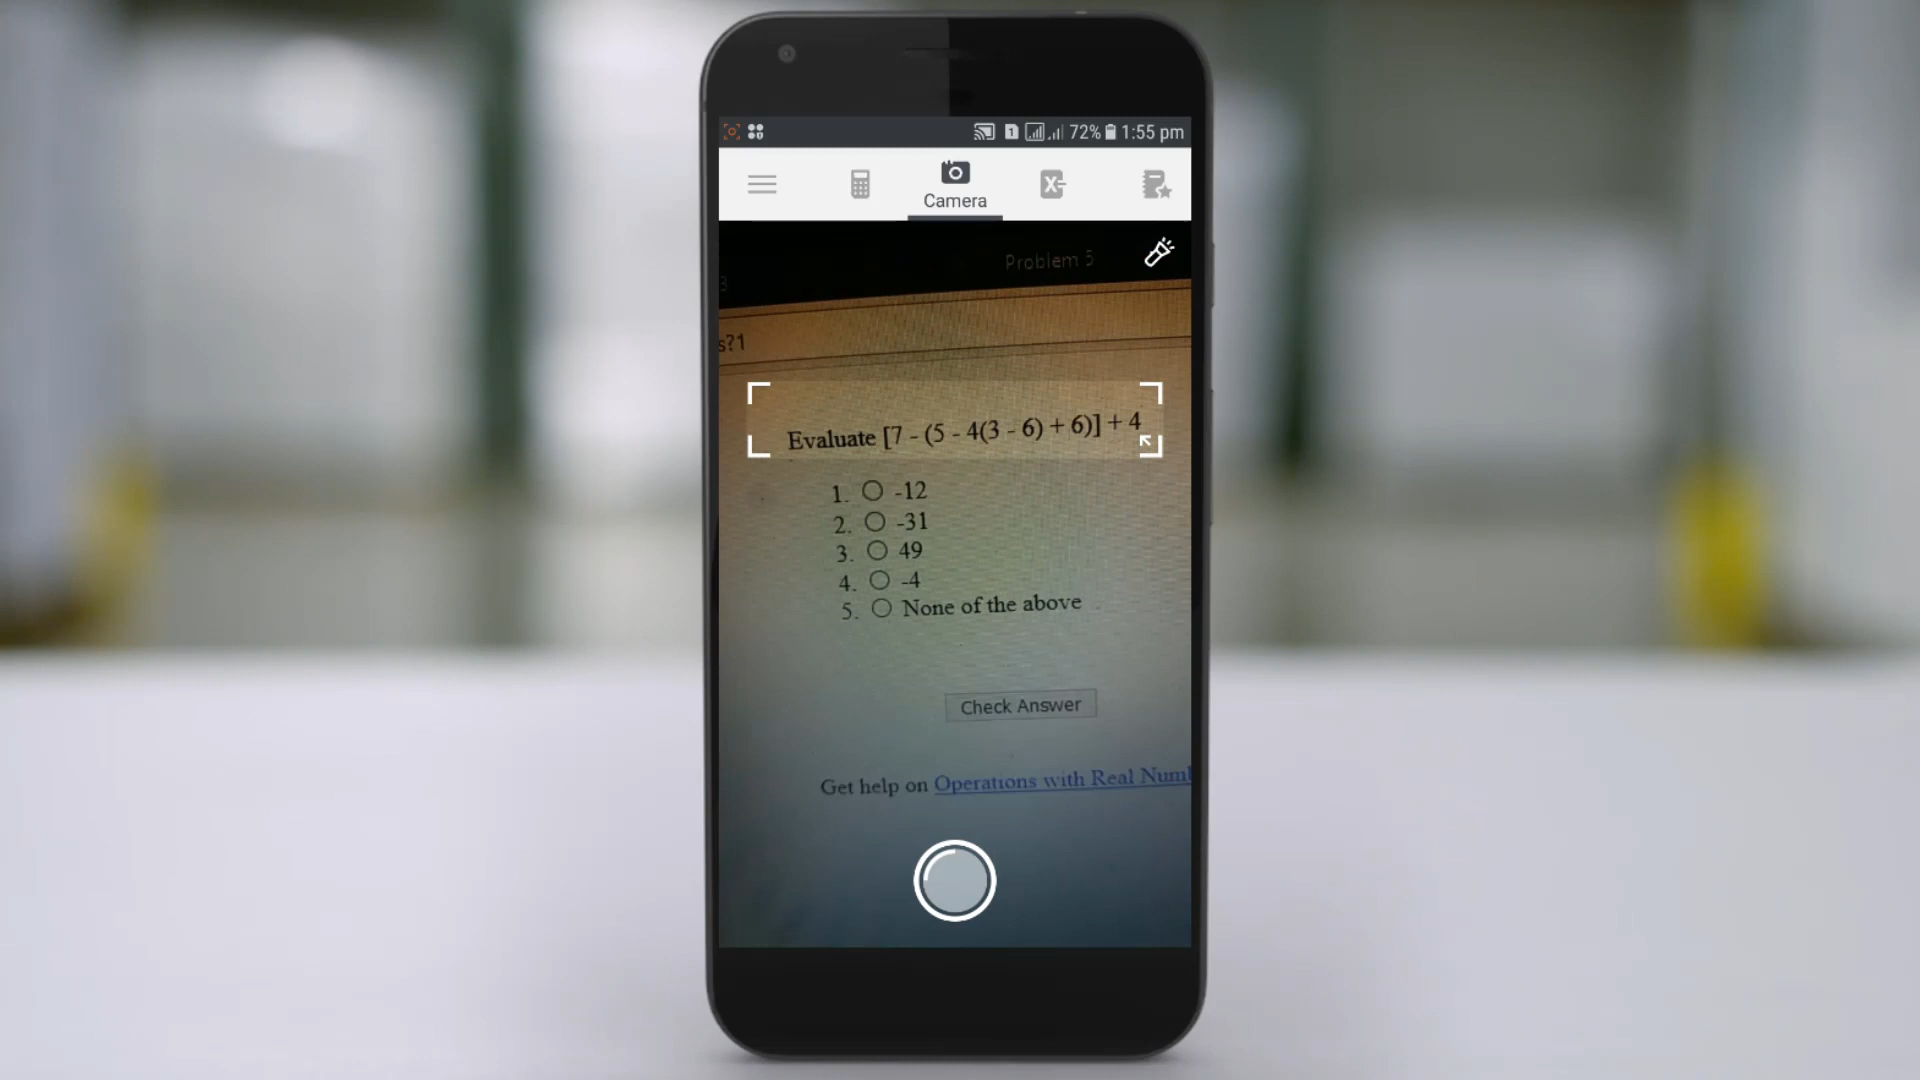 1 72% 1:55 pm
Camera
Problem 5
3
s?1
Evaluate [7 - (5 - 4(3 - 6) + 6)] + 4
1. -12
2. -31
3. 49
4. -4
5. None of the above
Check Answer
Get help on Operations with Real Numb